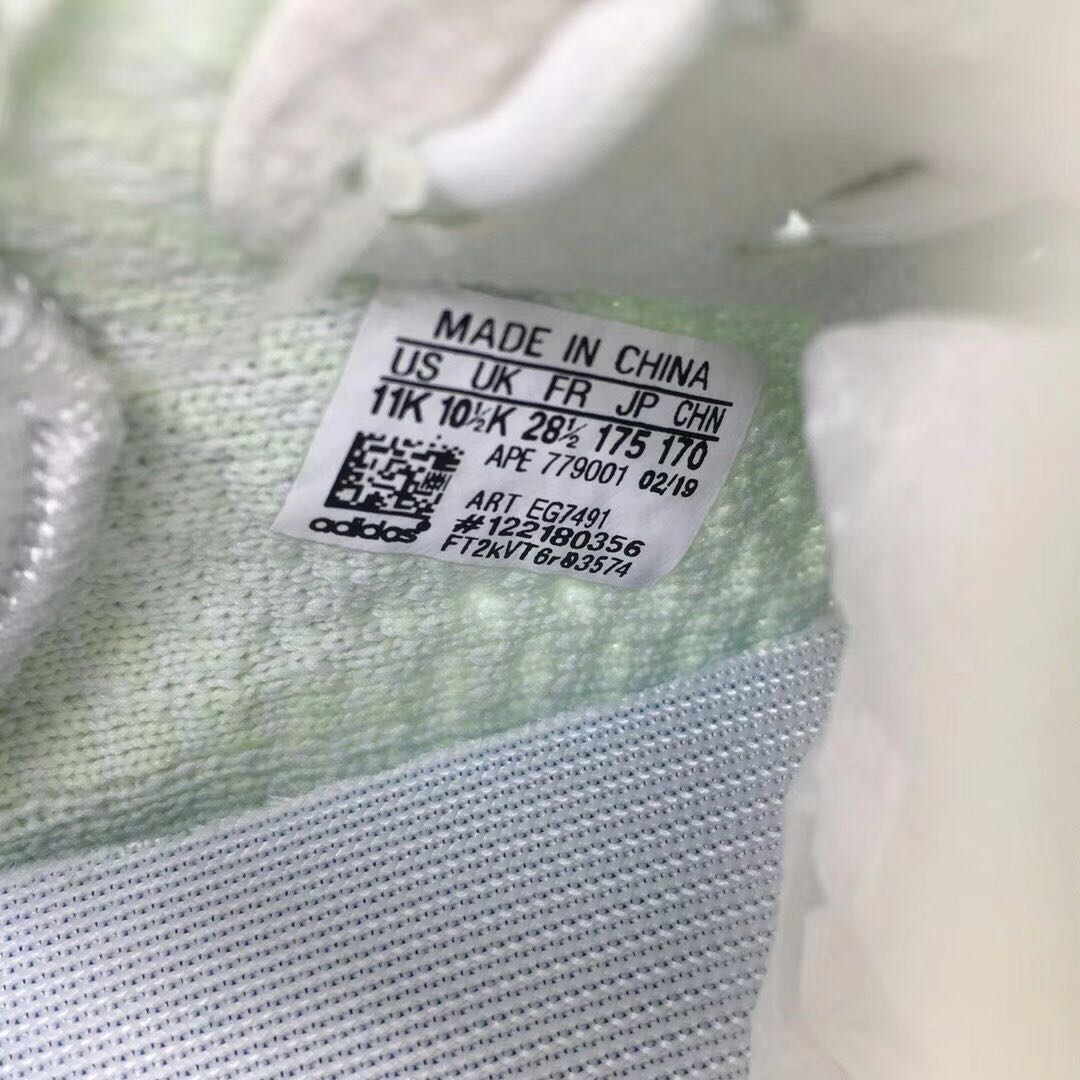 MADE IN CHINA
US UK FR JP CHN
11K 10½K 28½ 175 170
APE 779001 02/19
ART EG7491
#122180356
adidas